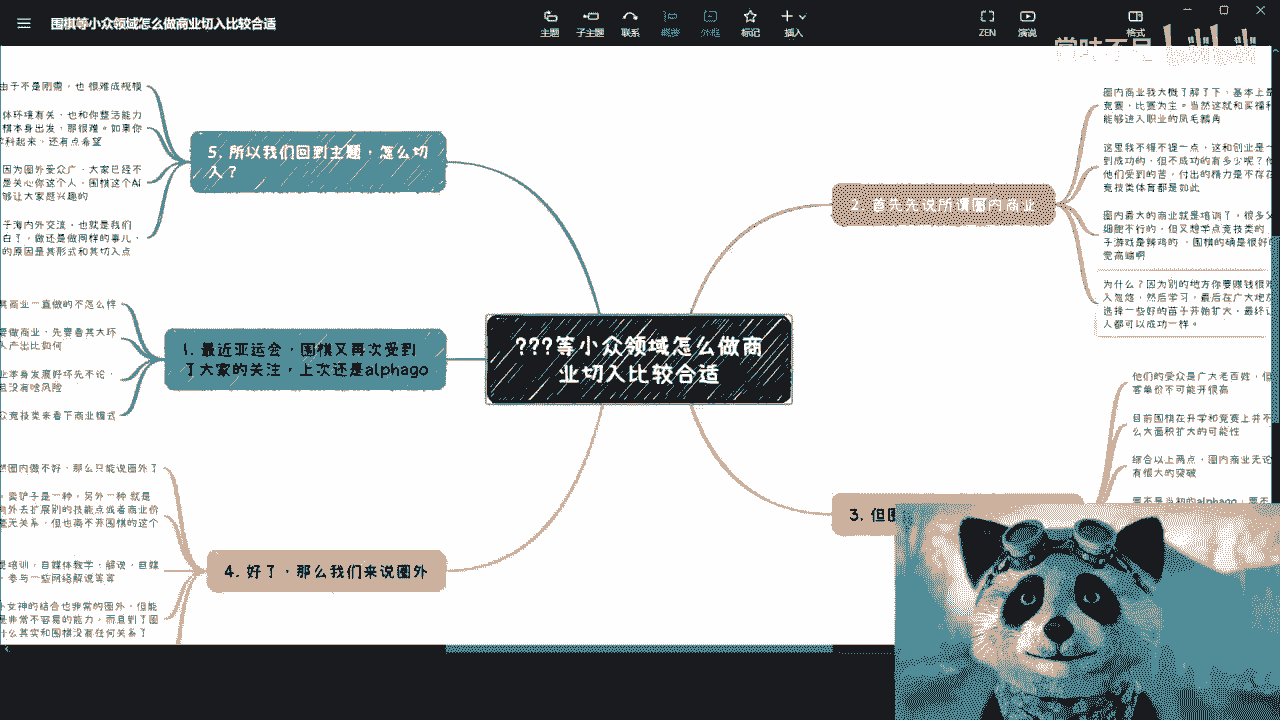 围棋等小众领域怎么做商业切入比较合适
主题
子主题
联系
概要
外框
标记
插入
ZEN
演说
格式
由于不是刚需,也 很难成规模
体环境有关,也和你整活能力
棋本身出发,那很难。如果你
学科起来,还有点希望
因为圈外受众广,大家已经不
是关心你这个人,围棋这个AI
够让大家感兴趣的
于海内外交流,也就是我们
白了,做还是做同样的事儿,
的原因是其形式和其切入点
5. 所以我们回到主题,怎么切
入?
其商业一直做的不怎么样
要做商业,先要看其大环
入产出比如何
业本身发展好坏先不论,
且没有啥风险
众竞技类来看下商业模式
1. 最近亚运会,围棋又再次受到
了大家的关注,上次还是alphago
然圈内做不好,那么只能说圈外了
,卖铲子是一种,另外一种 就是
向外去扩展别的技能点或者商业价
毫无关系,但也离不开围棋的这个
是培训,自媒体教学,解说,自媒
,参与一些网络解说等等
卜女神的结合也非常的圈外,但能
是非常不容易的能力,而且到了圈
什么其实和围棋没有任何关系了
4. 好了,那么我们来说圈外
???等小众领域怎么做商
业切入比较合适
2. 首先先说所谓圈内商业
圈内商业我大概了解了下,基本上是
竞赛,比赛为主。当然这就和买福利
能够进入职业的凤毛麟角
这里我不得不提一点,这和创业是一
到成功的,但不成功的有多少呢?他
他们受到的苦,付出的精力是不存在
竞技类体育都是如此
圈内最大的商业就是培训了,很多父
细胞不行的,但又想学点竞技类的
子游戏是辣鸡的 ,围棋的确是很好的
觉高端啊
为什么?因为别的地方你要赚钱很难
入忽悠,然后学习,最后在广大地方
选择一些好的苗子开始扩大,最终让
人都可以成功一样。
3. 但圈
他们的受众是广大老百姓,但
客单价不可能开很高
目前围棋在升学和竞赛上并不
么大面积扩大的可能性
综合以上两点,圈内商业无论
有很大的突破
要不是当初的alphago,要不